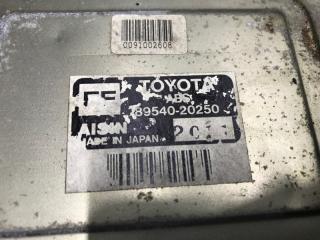 0091002608
TOYOTA
ABS
89540-20250
AISIN
MADE IN JAPAN